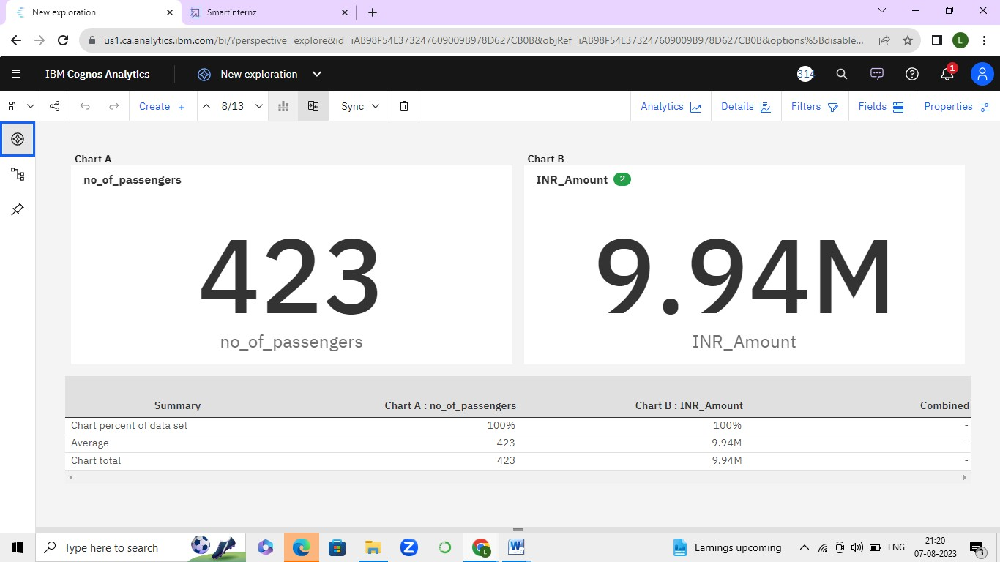 New exploration
Smartinternz
us1.ca.analytics.ibm.com/bi/?perspective=explore&id=iAB98F54E373247609009B978D627CB0B&objRef=iAB98F54E373247609009B978D627CB0B&options%5Bdisable...
L
IBM Cognos Analytics
New exploration
314
1
Create +
8/13
Sync
Analytics
Details
Filters
Fields
Properties
Chart A
no_of_passengers
423
no_of_passengers
Chart B
INR_Amount 2
9.94M
INR_Amount
Summary Chart A : no_of_passengers Chart B : INR_Amount Combined
Chart percent of data set 100% 100% -
Average 423 9.94M -
Chart total 423 9.94M -
Type here to search
Z
L
W
Earnings upcoming
ENG
21:20
07-08-2023
3